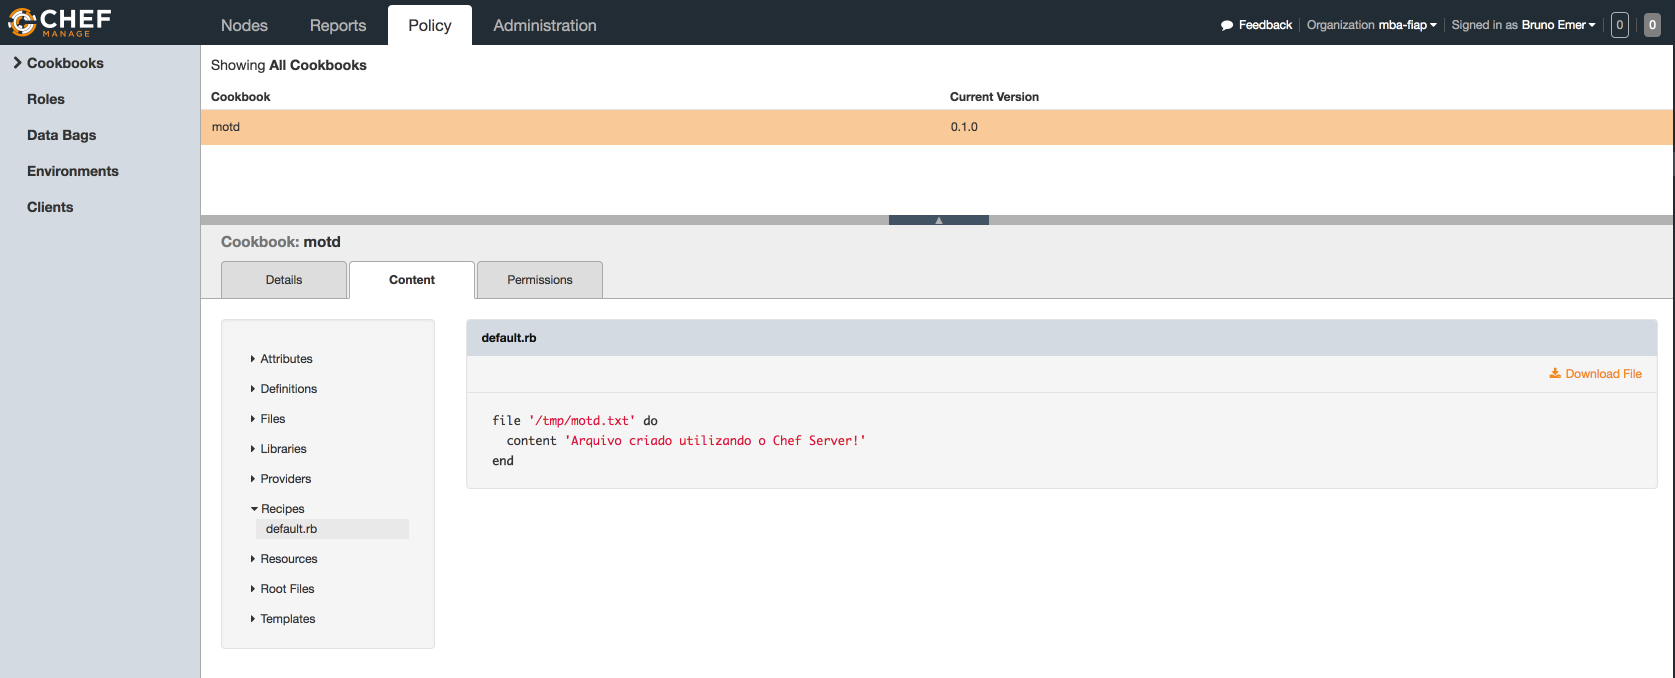 CHEF
MANAGE
Nodes
Reports
Policy
Administration
Feedback
Organization mba-fiap
Signed in as Bruno Emer
0
0
Cookbooks
Roles
Data Bags
Environments
Clients
Showing All Cookbooks
Cookbook Current Version
motd 0.1.0
Cookbook: motd
Details
Content
Permissions
Attributes
Definitions
Files
Libraries
Providers
Recipes
default.rb
Resources
Root Files
Templates
default.rb
Download File
file '/tmp/motd.txt' do
  content 'Arquivo criado utilizando o Chef Server!'
end